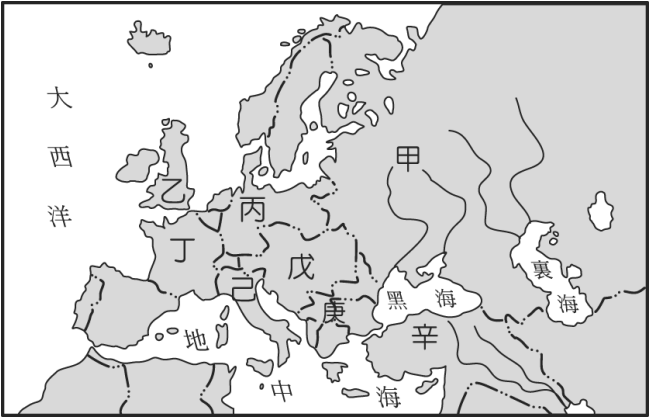 大西洋
甲
乙
丙
丁
戊
己
庚
辛
黑海
裏海
地中海